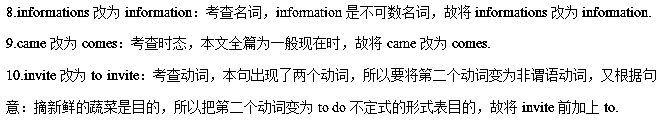 8.informations 改为 information：考查名词，information 是不可数名词，故将 informations 改为 information.
9.came 改为 comes：考查时态，本文全篇为一般现在时，故将 came 改为 comes.
10.invite 改为 to invite：考查动词，本句出现了两个动词，所以要将第二个动词变为非谓语动词，又根据句
意：摘新鲜的蔬菜是目的，所以把第二个动词变为 to do 不定式的形式表目的，故将 invite 前加上 to.